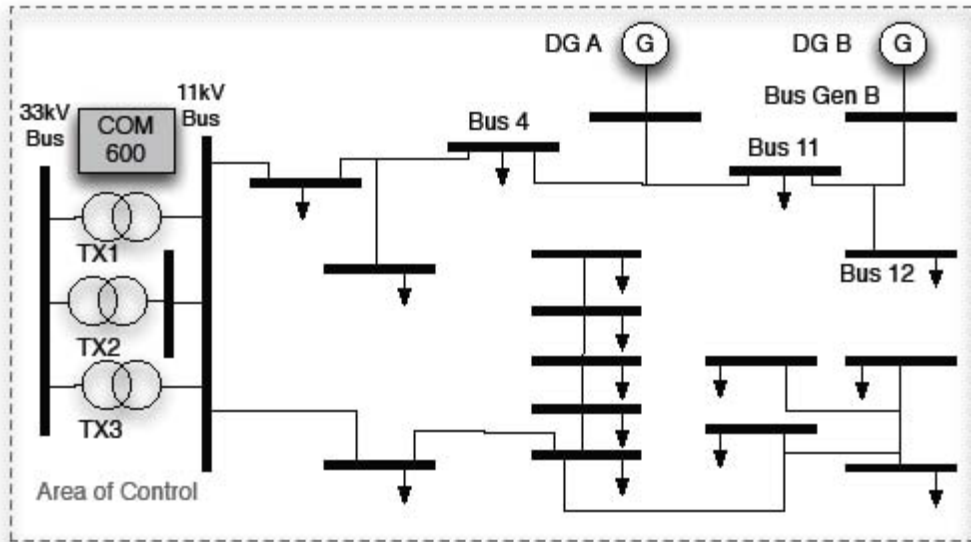 DG A
G
DG B
G
33kV
Bus
COM
600
11kV
Bus
Bus 4
Bus Gen B
Bus 11
TX1
Bus 12
TX2
TX3
Area of Control